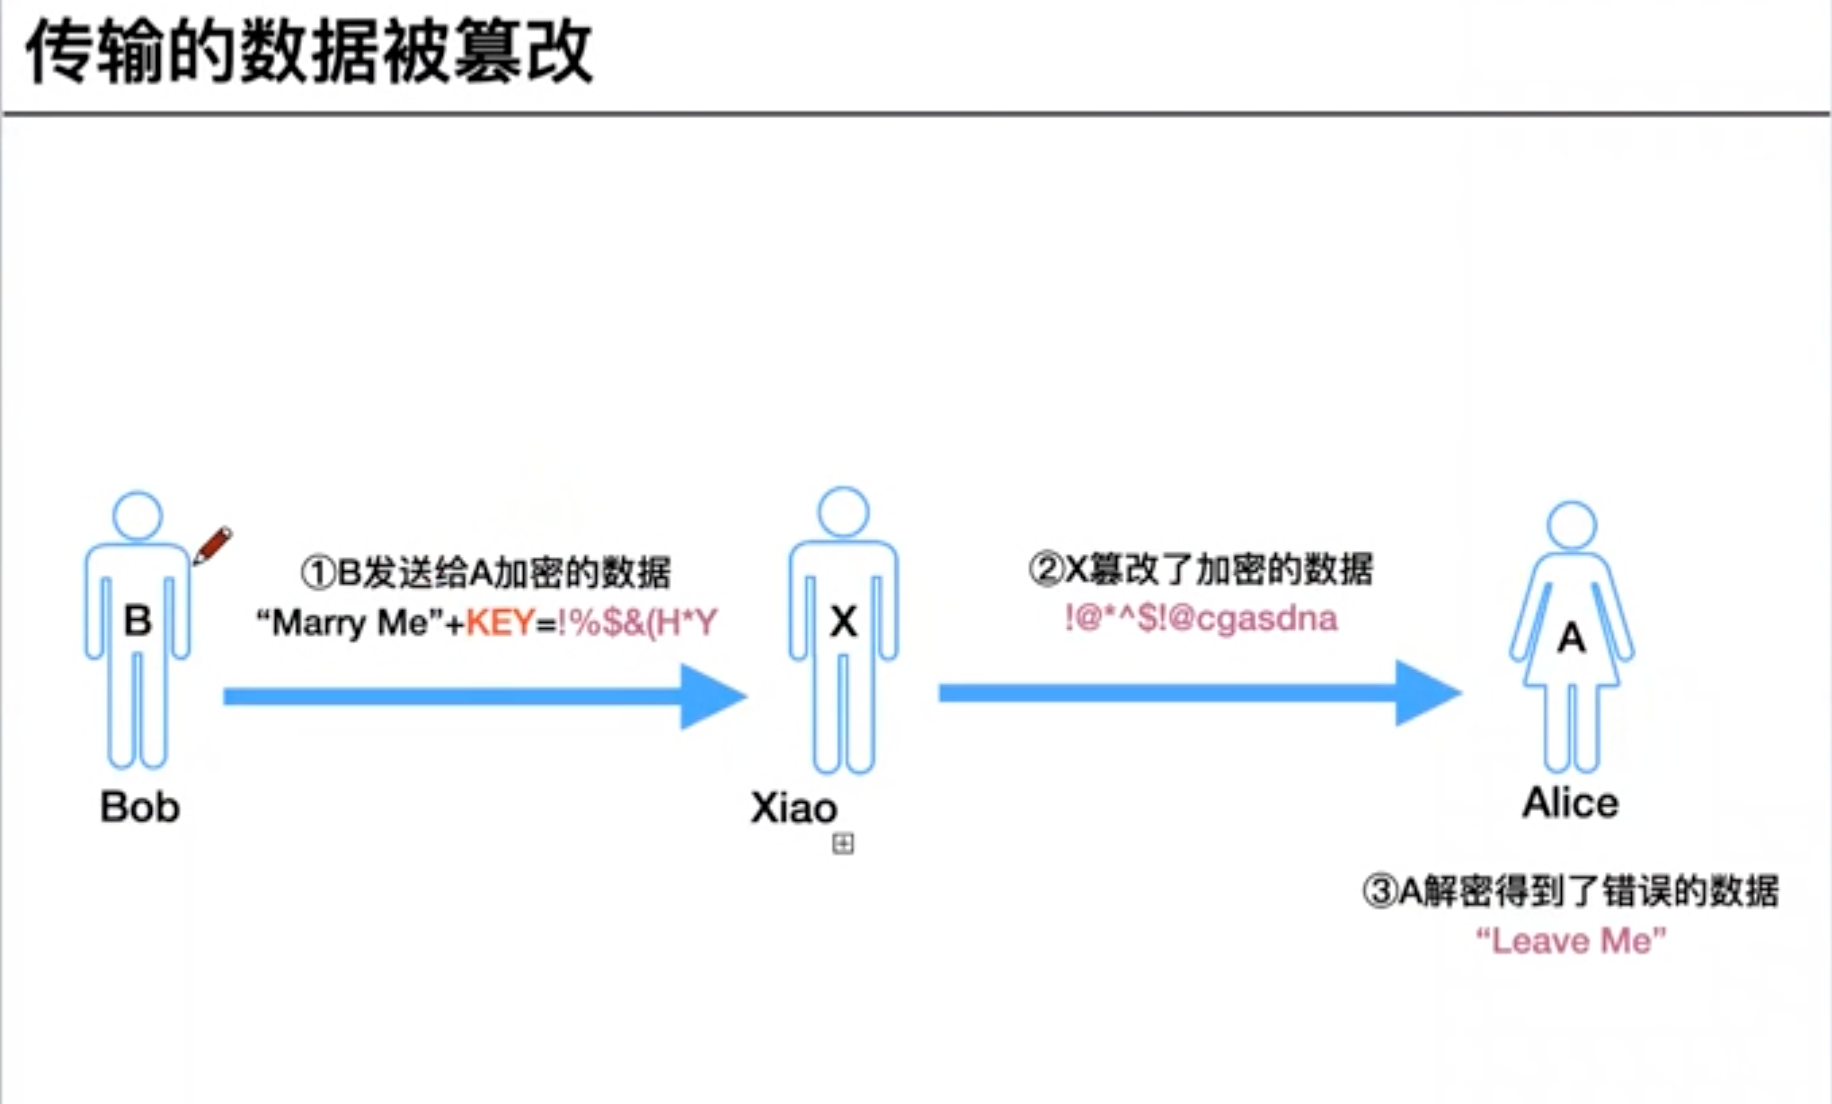 传输的数据被篡改
①B发送给A加密的数据
“Marry Me”+KEY=!%$&(H*Y
②X篡改了加密的数据
!@*^$!@cgasdna
B
X
A
Bob
Xiao
Alice
③A解密得到了错误的数据
“Leave Me”